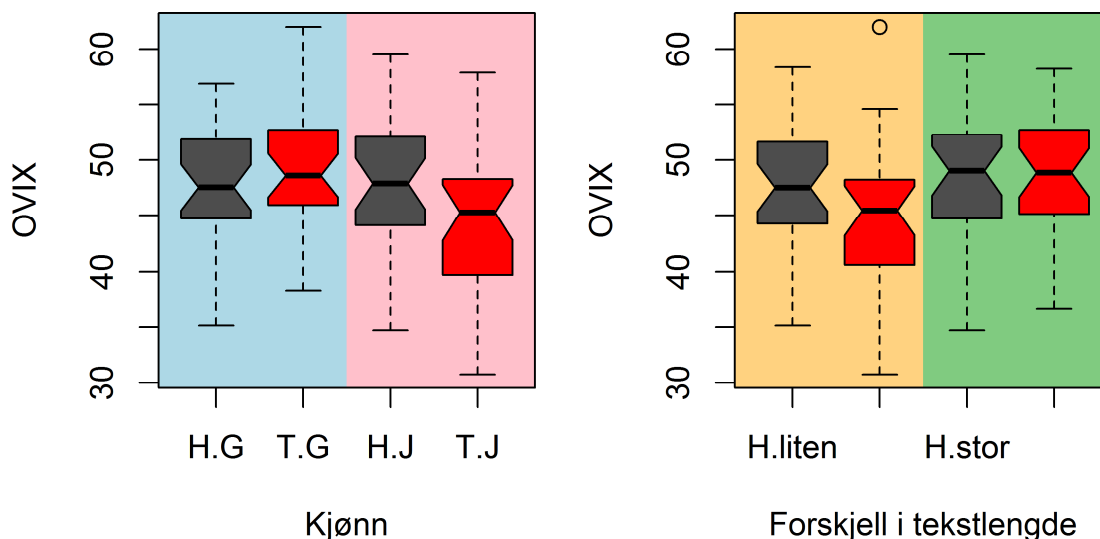 OVIX
60
50
40
30
H.G T.G H.J T.J
Kjønn
OVIX
60
50
40
30
H.liten H.stor
Forskjell i tekstlengde